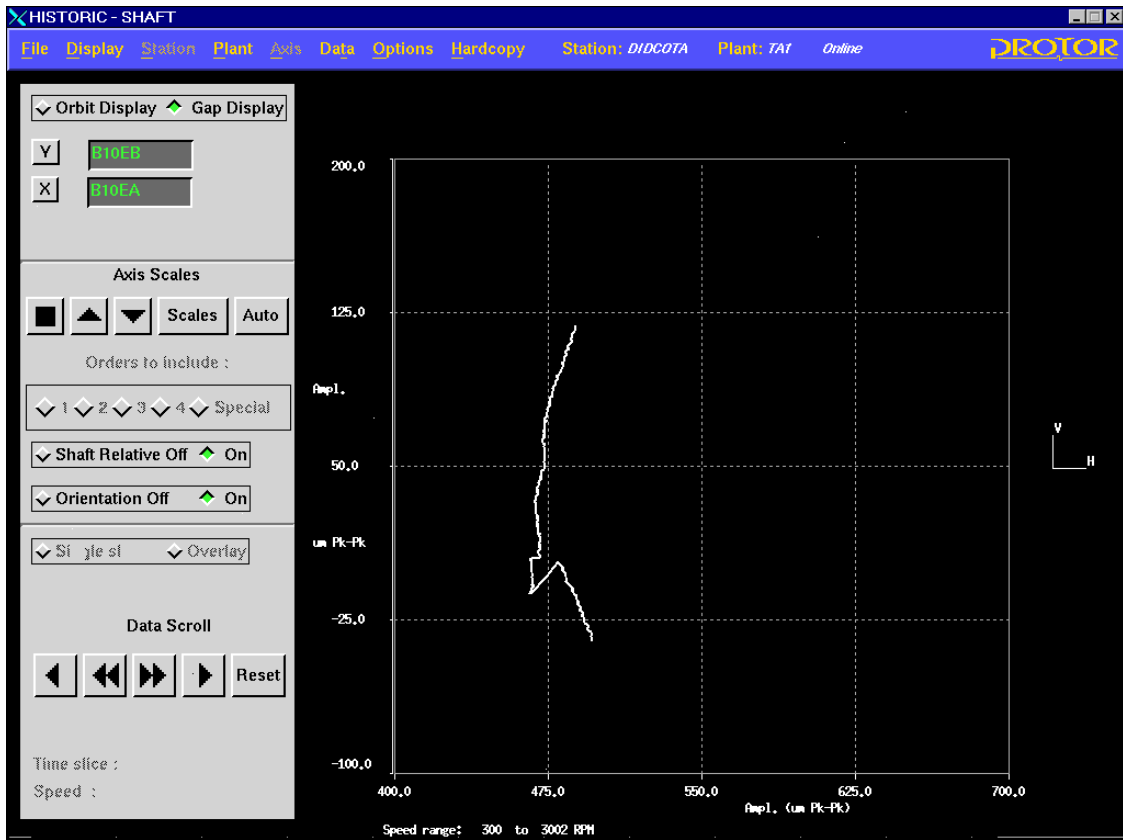 HISTORIC - SHAFT
File Display Station Plant Axis Data Options Hardcopy Station: DIDCOTA Plant: TA1 Online PROTOR
Orbit Display Gap Display
Y B10EB
X B10EA
Axis Scales
Scales Auto
Orders to include :
1 2 3 4 Special
Shaft Relative Off On
Orientation Off On
Overlay
Data Scroll
Reset
Time slice :
Speed :
200.0
125.0
Ampl.
50.0
um Pk-Pk
-25.0
-100.0
400.0 475.0 550.0 625.0 700.0
Ampl. (um Pk-Pk)
Speed range: 300 to 3002 RPM
V
H